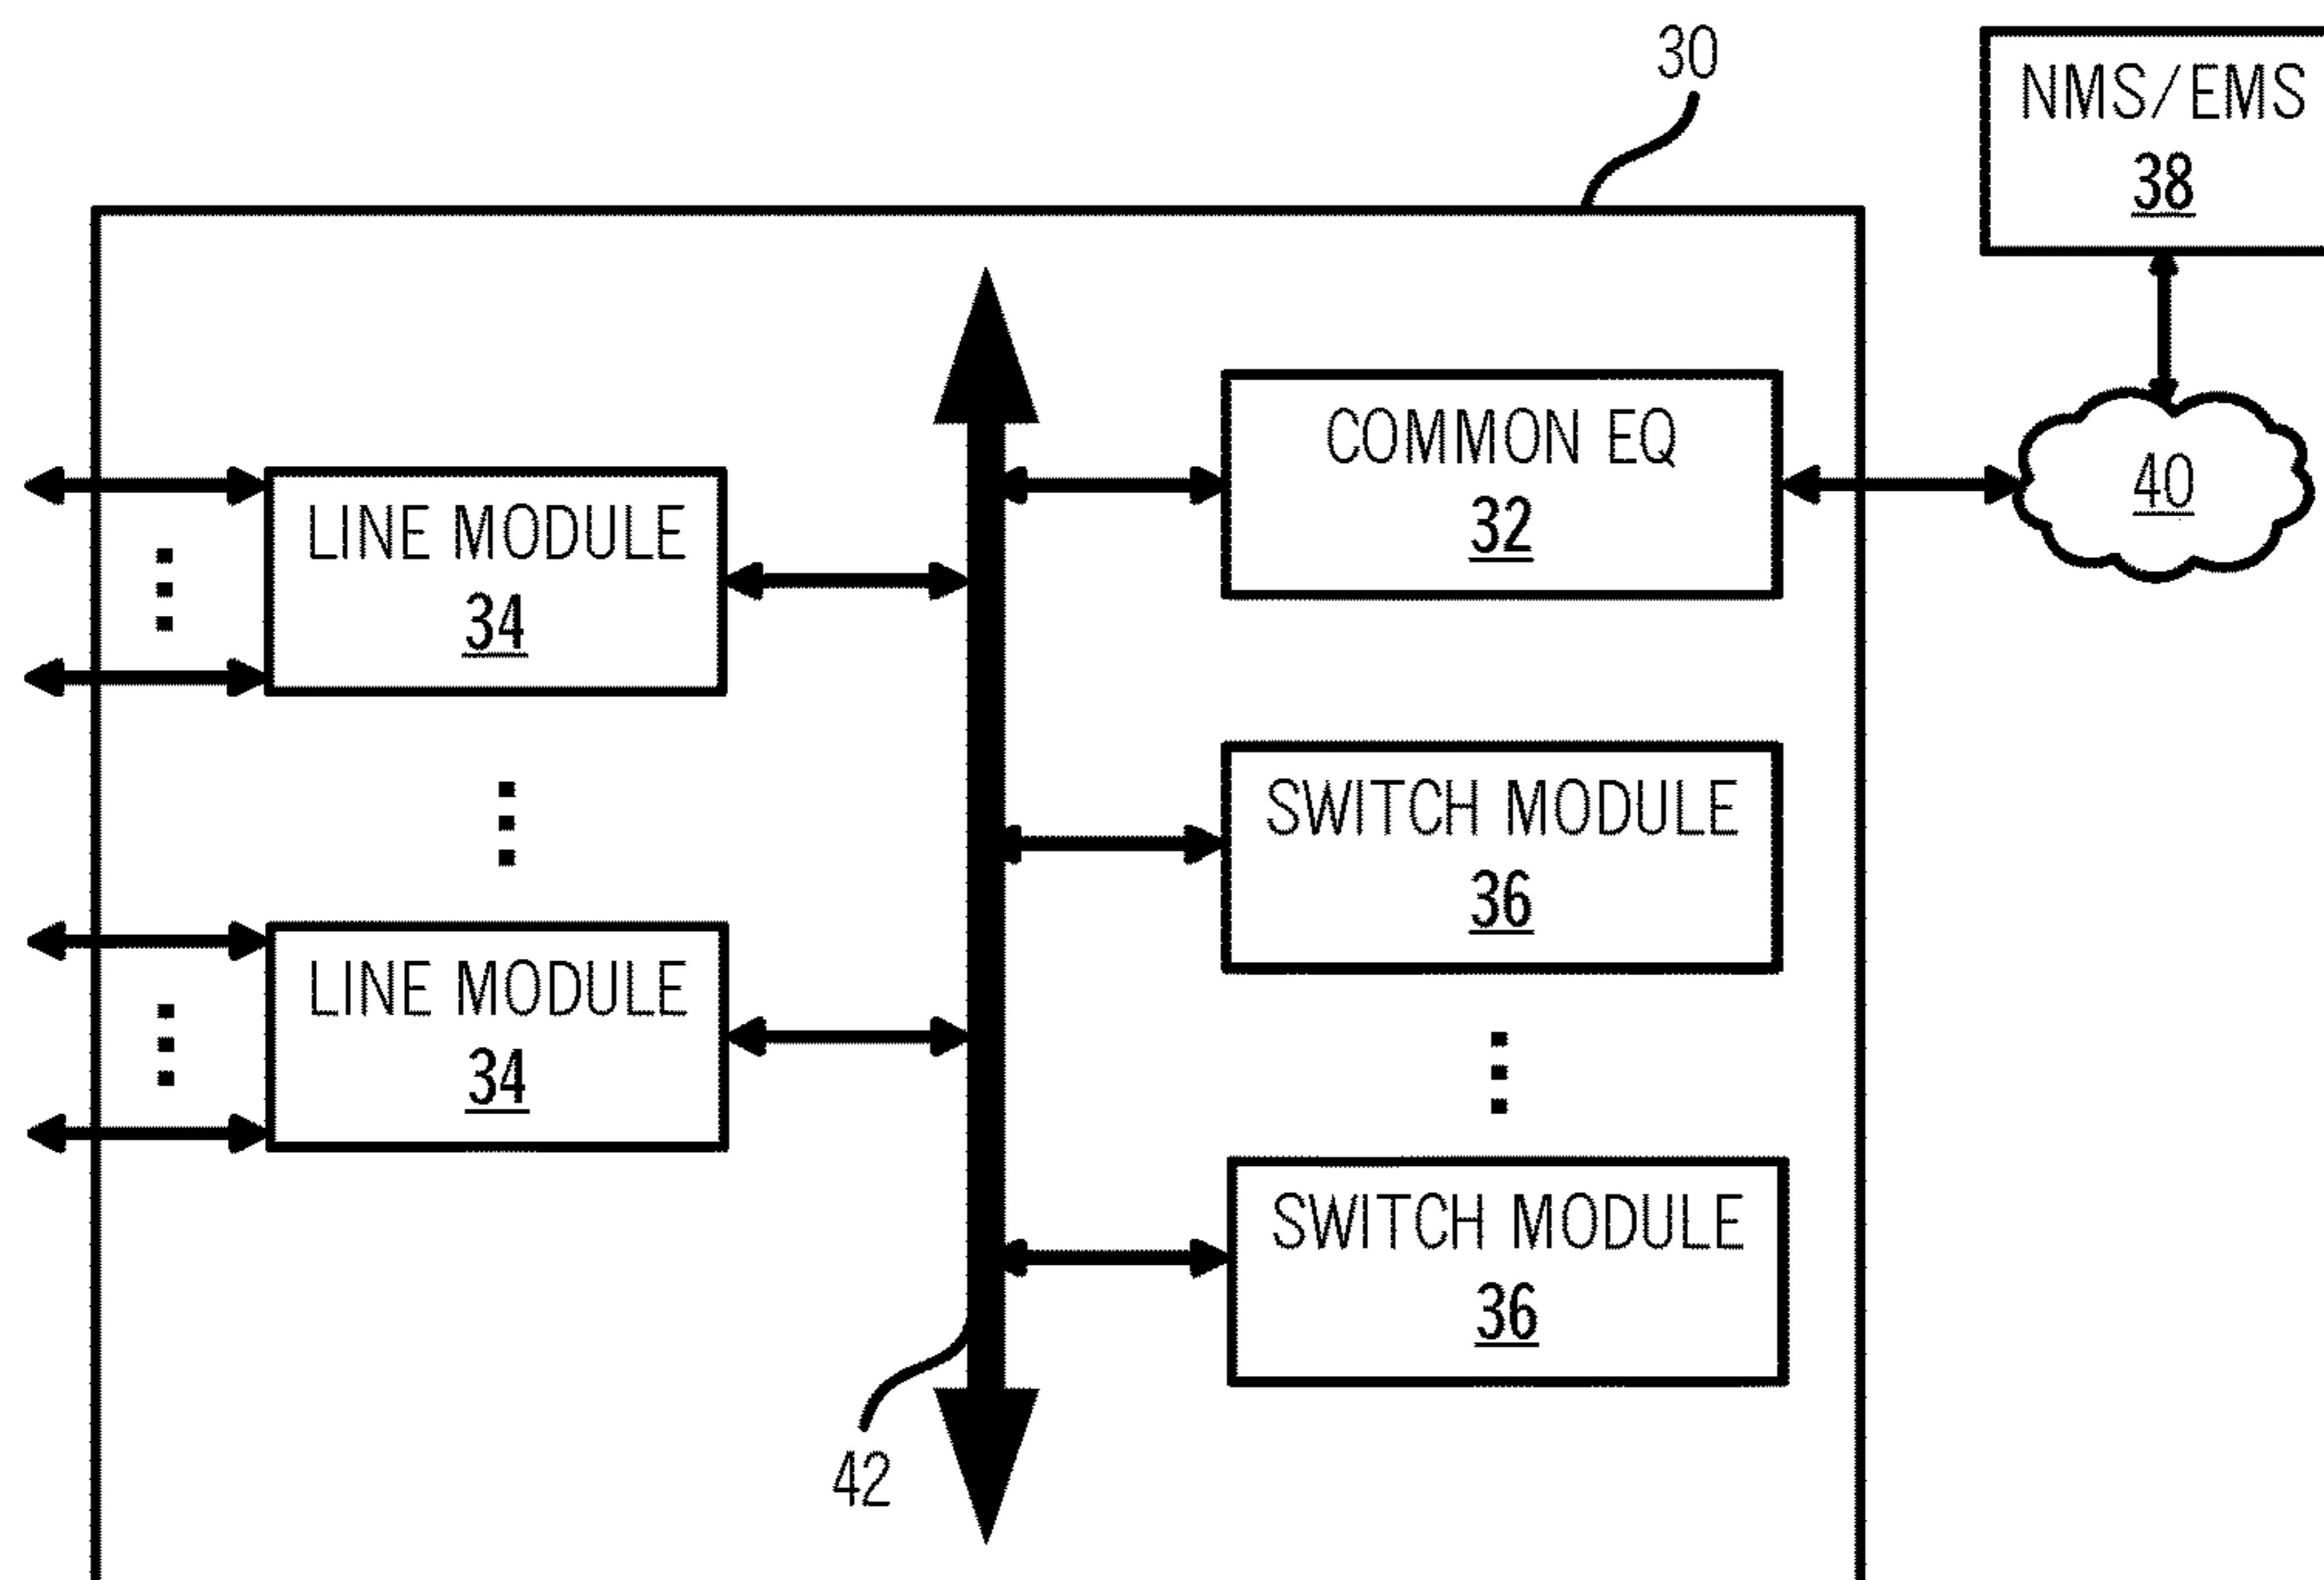 30
NMS/EMS
38
COMMON EQ
32
40
LINE MODULE
34
SWITCH MODULE
36
LINE MODULE
34
SWITCH MODULE
36
42